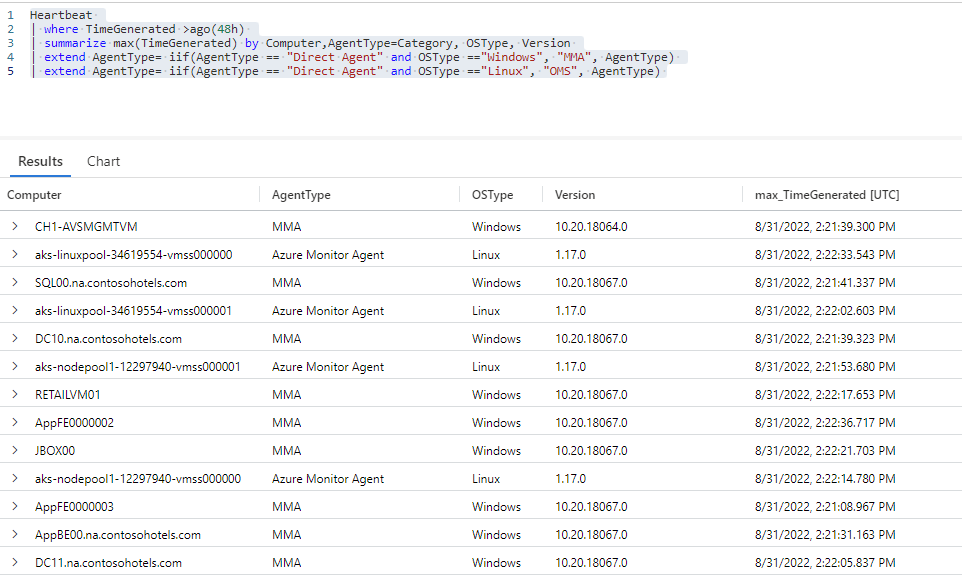 1 Heartbeat
2 | where TimeGenerated >ago(48h)
3 | summarize max(TimeGenerated) by Computer,AgentType=Category, OSType, Version
4 | extend AgentType= iif(AgentType == "Direct Agent" and OSType =="Windows", "MMA", AgentType)
5 | extend AgentType= iif(AgentType == "Direct Agent" and OSType =="Linux", "OMS", AgentType)
Results Chart
Computer AgentType OSType Version max_TimeGenerated [UTC]
CH1-AVSMGMTVM MMA Windows 10.20.18064.0 8/31/2022, 2:21:39.300 PM
aks-linuxpool-34619554-vmss000000 Azure Monitor Agent Linux 1.17.0 8/31/2022, 2:22:33.543 PM
SQL00.na.contosohotels.com MMA Windows 10.20.18067.0 8/31/2022, 2:21:41.337 PM
aks-linuxpool-34619554-vmss000001 Azure Monitor Agent Linux 1.17.0 8/31/2022, 2:22:02.603 PM
DC10.na.contosohotels.com MMA Windows 10.20.18067.0 8/31/2022, 2:21:39.323 PM
aks-nodepool1-12297940-vmss000001 Azure Monitor Agent Linux 1.17.0 8/31/2022, 2:21:53.680 PM
RETAILVM01 MMA Windows 10.20.18067.0 8/31/2022, 2:22:17.653 PM
AppFE0000002 MMA Windows 10.20.18067.0 8/31/2022, 2:22:36.717 PM
JBOX00 MMA Windows 10.20.18067.0 8/31/2022, 2:22:21.703 PM
aks-nodepool1-12297940-vmss000000 Azure Monitor Agent Linux 1.17.0 8/31/2022, 2:22:14.780 PM
AppFE0000003 MMA Windows 10.20.18067.0 8/31/2022, 2:21:08.967 PM
AppBE00.na.contosohotels.com MMA Windows 10.20.18067.0 8/31/2022, 2:21:31.163 PM
DC11.na.contosohotels.com MMA Windows 10.20.18067.0 8/31/2022, 2:22:05.837 PM